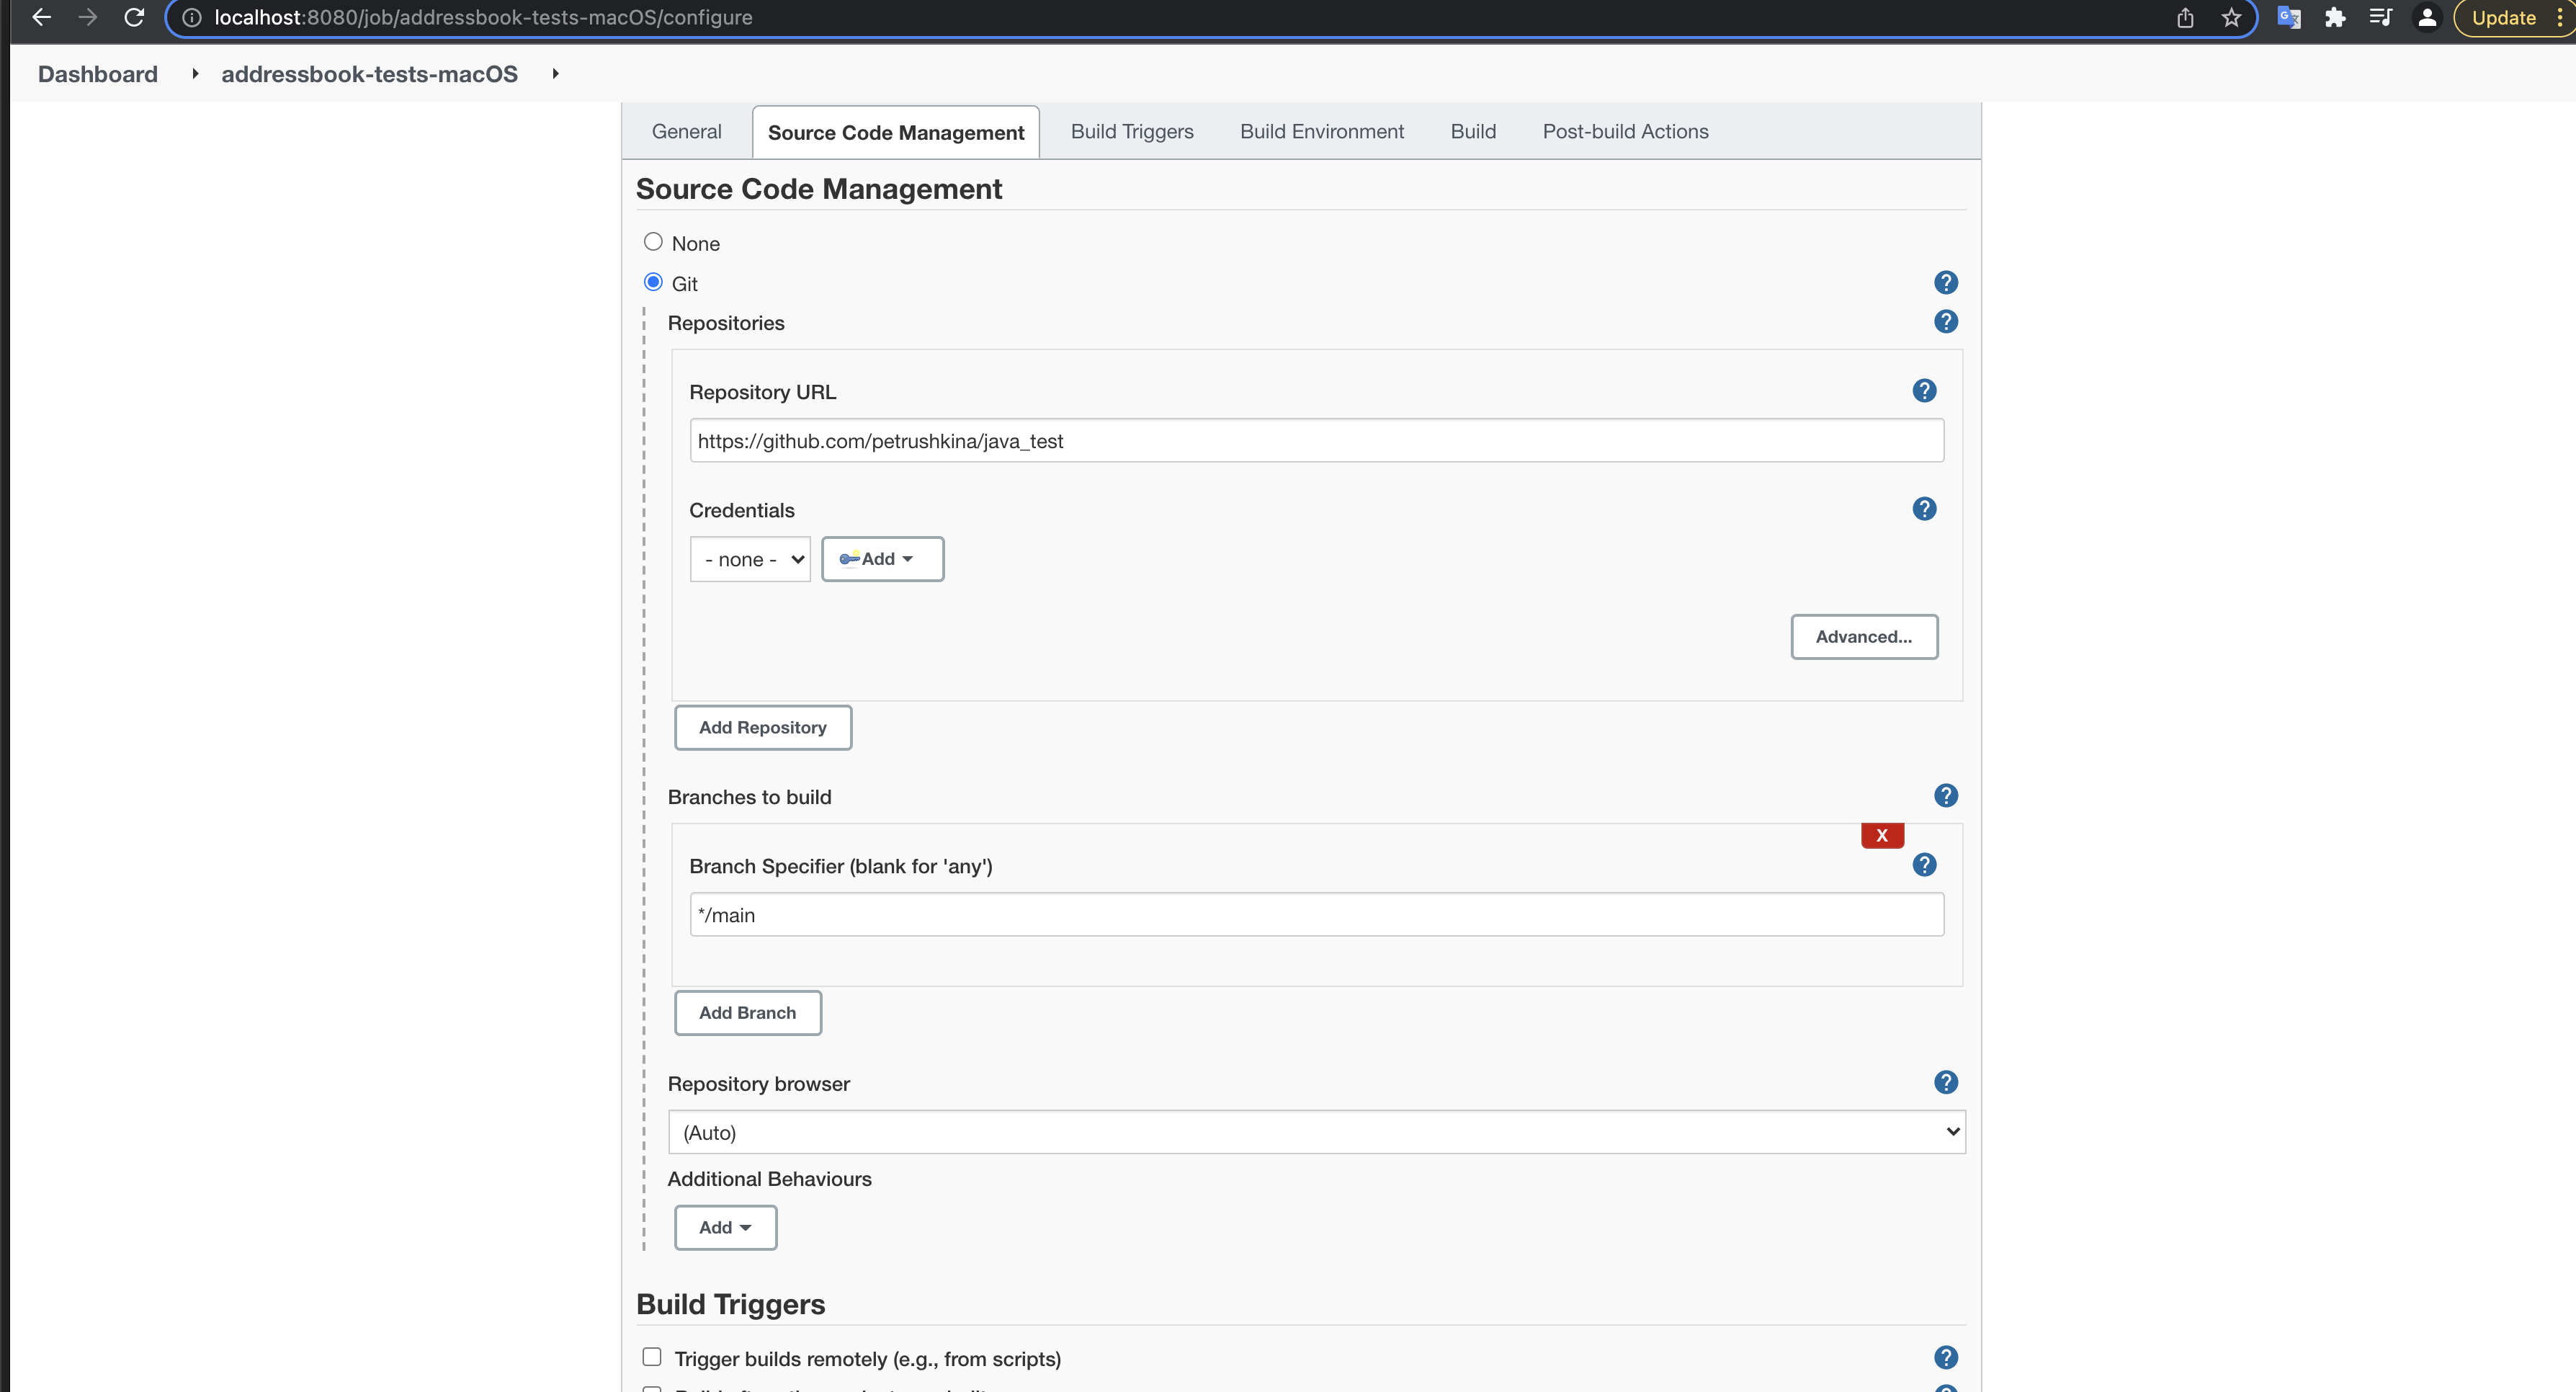 localhost:8080/job/addressbook-tests-macOS/configure
Update
Dashboard
addressbook-tests-macOS
General
Source Code Management
Build Triggers
Build Environment
Build
Post-build Actions
Source Code Management
None
Git
?
Repositories
?
Repository URL
?
https://github.com/petrushkina/java_test
Credentials
?
- none -
Add
Advanced...
Add Repository
Branches to build
?
X
Branch Specifier (blank for 'any')
?
*/main
Add Branch
Repository browser
?
(Auto)
Additional Behaviours
Add
Build Triggers
Trigger builds remotely (e.g., from scripts)
?